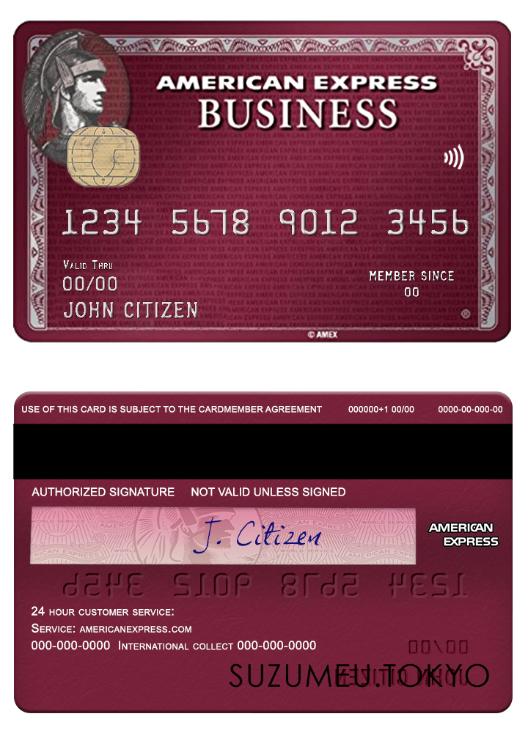 AMERICAN EXPRESS
BUSINESS
1234 5678 9012 3456
VALID THRU
00/00
MEMBER SINCE
00
JOHN CITIZEN
®
© AMEX
USE OF THIS CARD IS SUBJECT TO THE CARDMEMBER AGREEMENT 000000+1 00/00 0000-00-000-00
AUTHORIZED SIGNATURE NOT VALID UNLESS SIGNED
J. Citizen
AMERICAN
EXPRESS
24 HOUR CUSTOMER SERVICE:
SERVICE: AMERICANEXPRESS.COM
000-000-0000 INTERNATIONAL COLLECT 000-000-0000
SUZUMEU.TOKYO